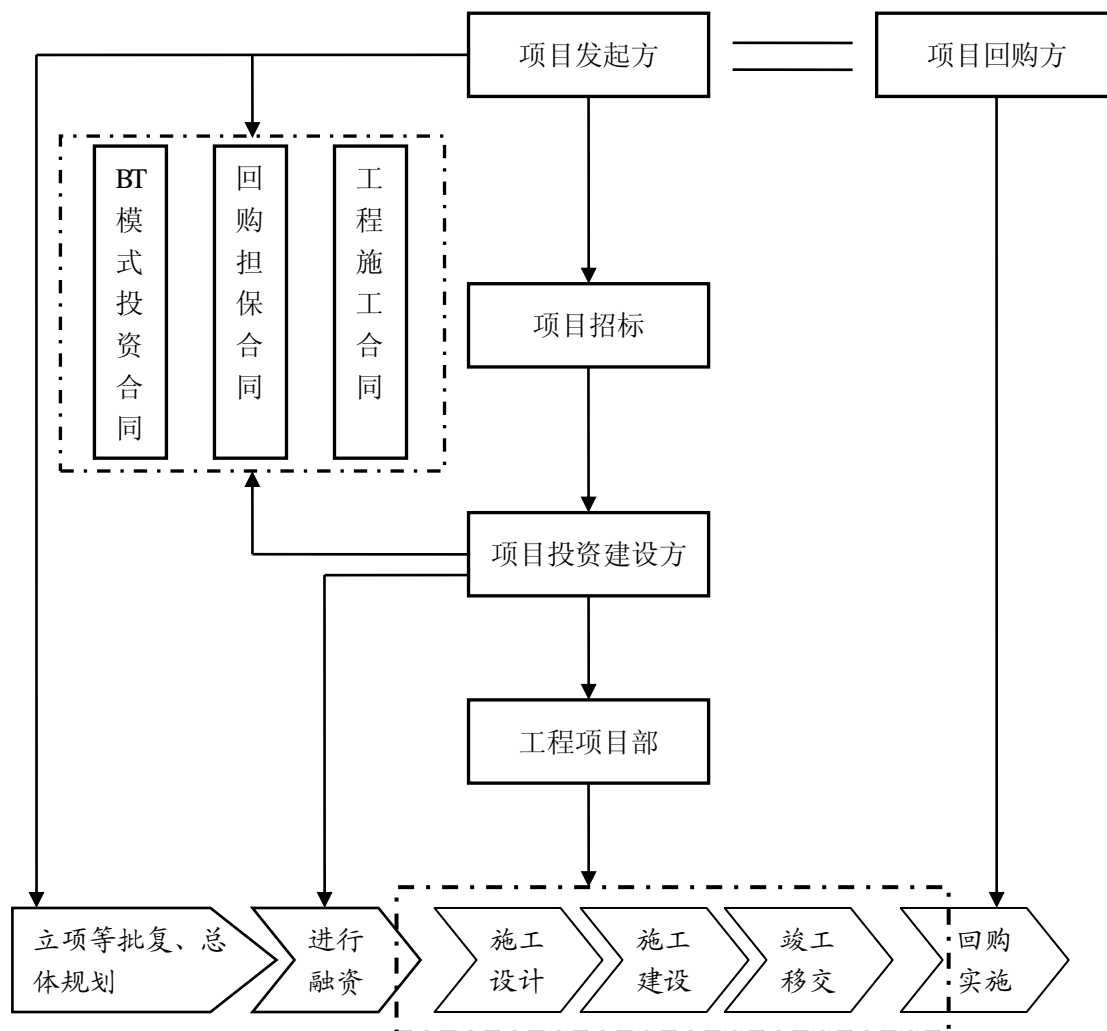 项目发起方
项目回购方
BT模式投资合同
回购担保合同
工程施工合同
项目招标
项目投资建设方
工程项目部
立项等批复、总
体规划
进行
融资
施工
设计
施工
建设
竣工
移交
回购
实施